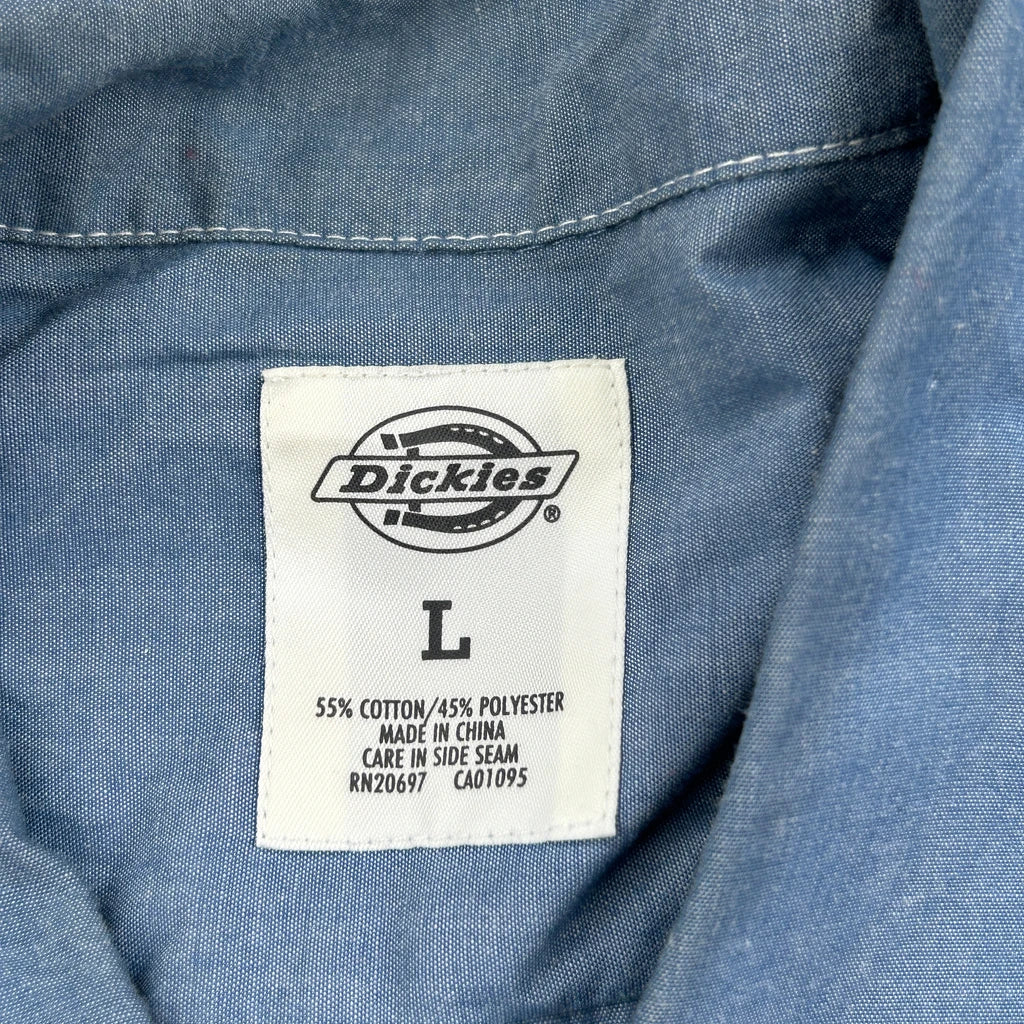 Dickies
®
L
55% COTTON/45% POLYESTER
MADE IN CHINA
CARE IN SIDE SEAM
RN20697 CA01095